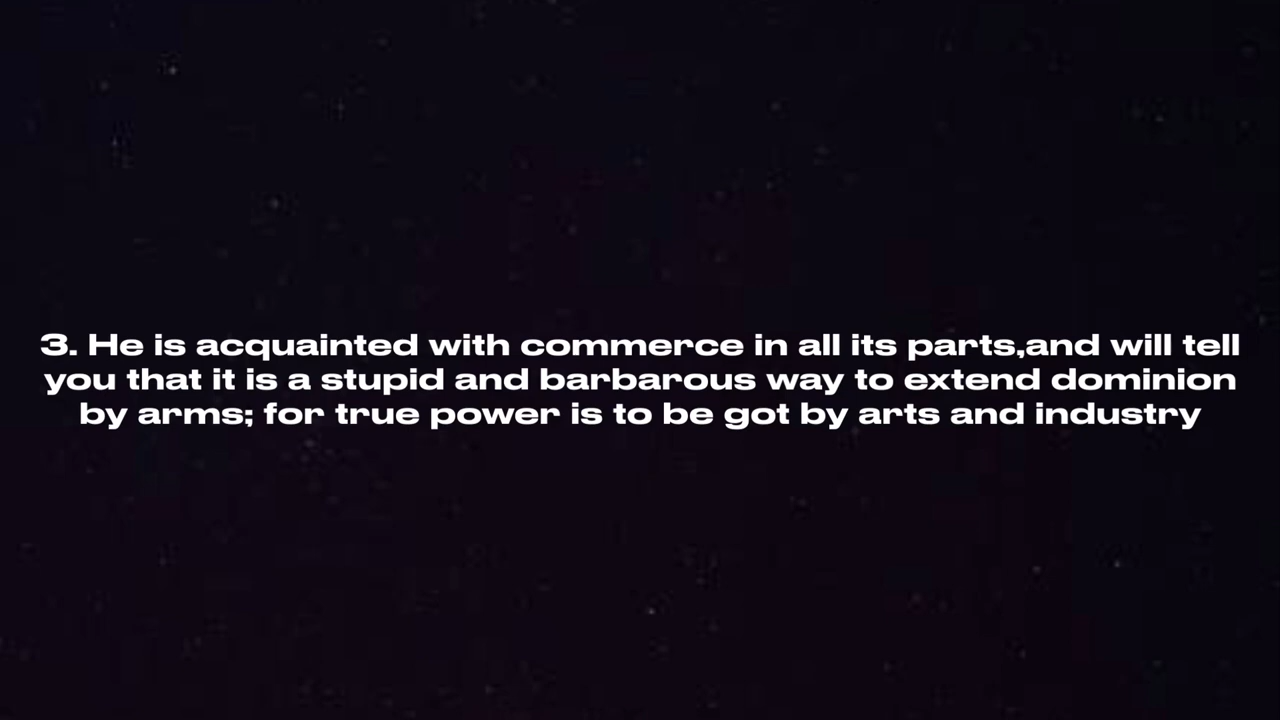 3. He is acquainted with commerce in all its parts,and will tell
you that it is a stupid and barbarous way to extend dominion
by arms; for true power is to be got by arts and industry